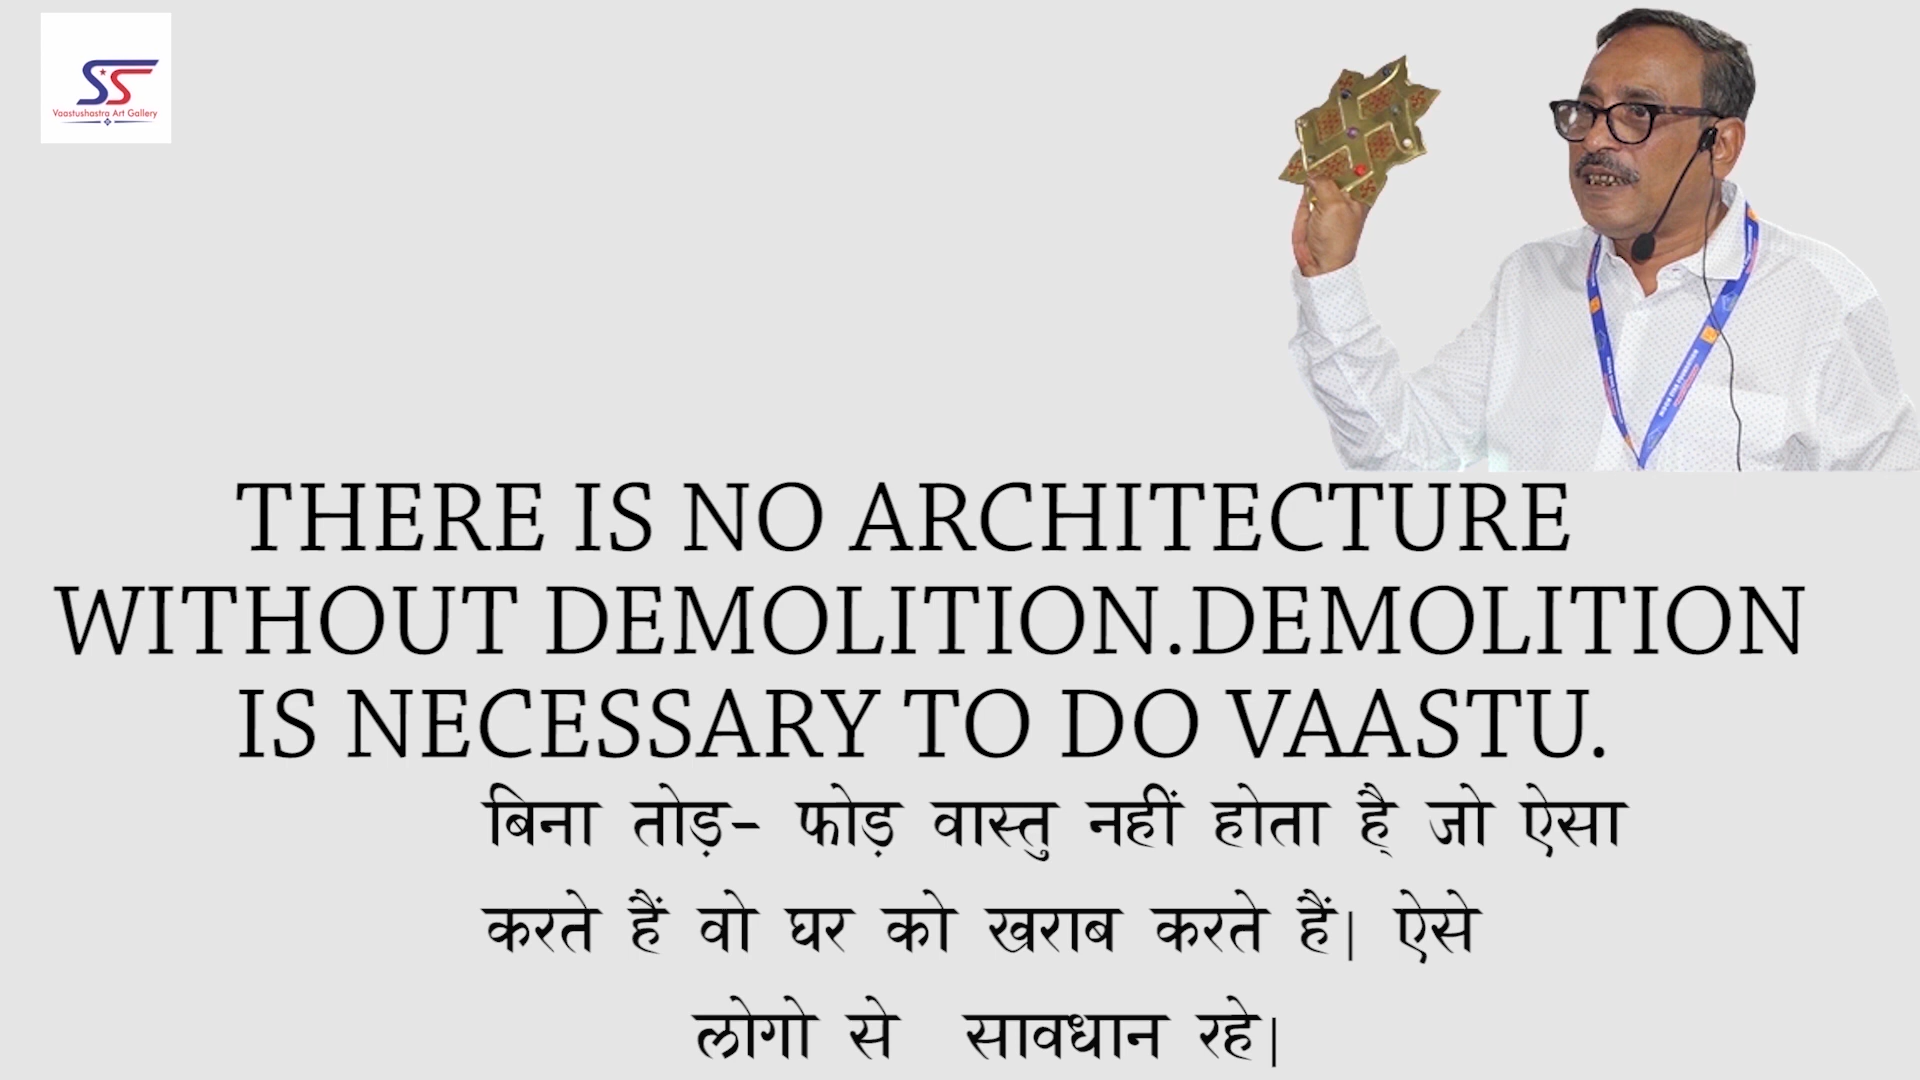 SS
Vaastushastra Art Gallery
THERE IS NO ARCHITECTURE
WITHOUT DEMOLITION.DEMOLITION
IS NECESSARY TO DO VAASTU.
बिना तोड़- फोड़ वास्तु नहीं होता है् जो ऐसा
करते हैं वो घर को खराब करते हैं| ऐसे
लोगो से सावधान रहे|